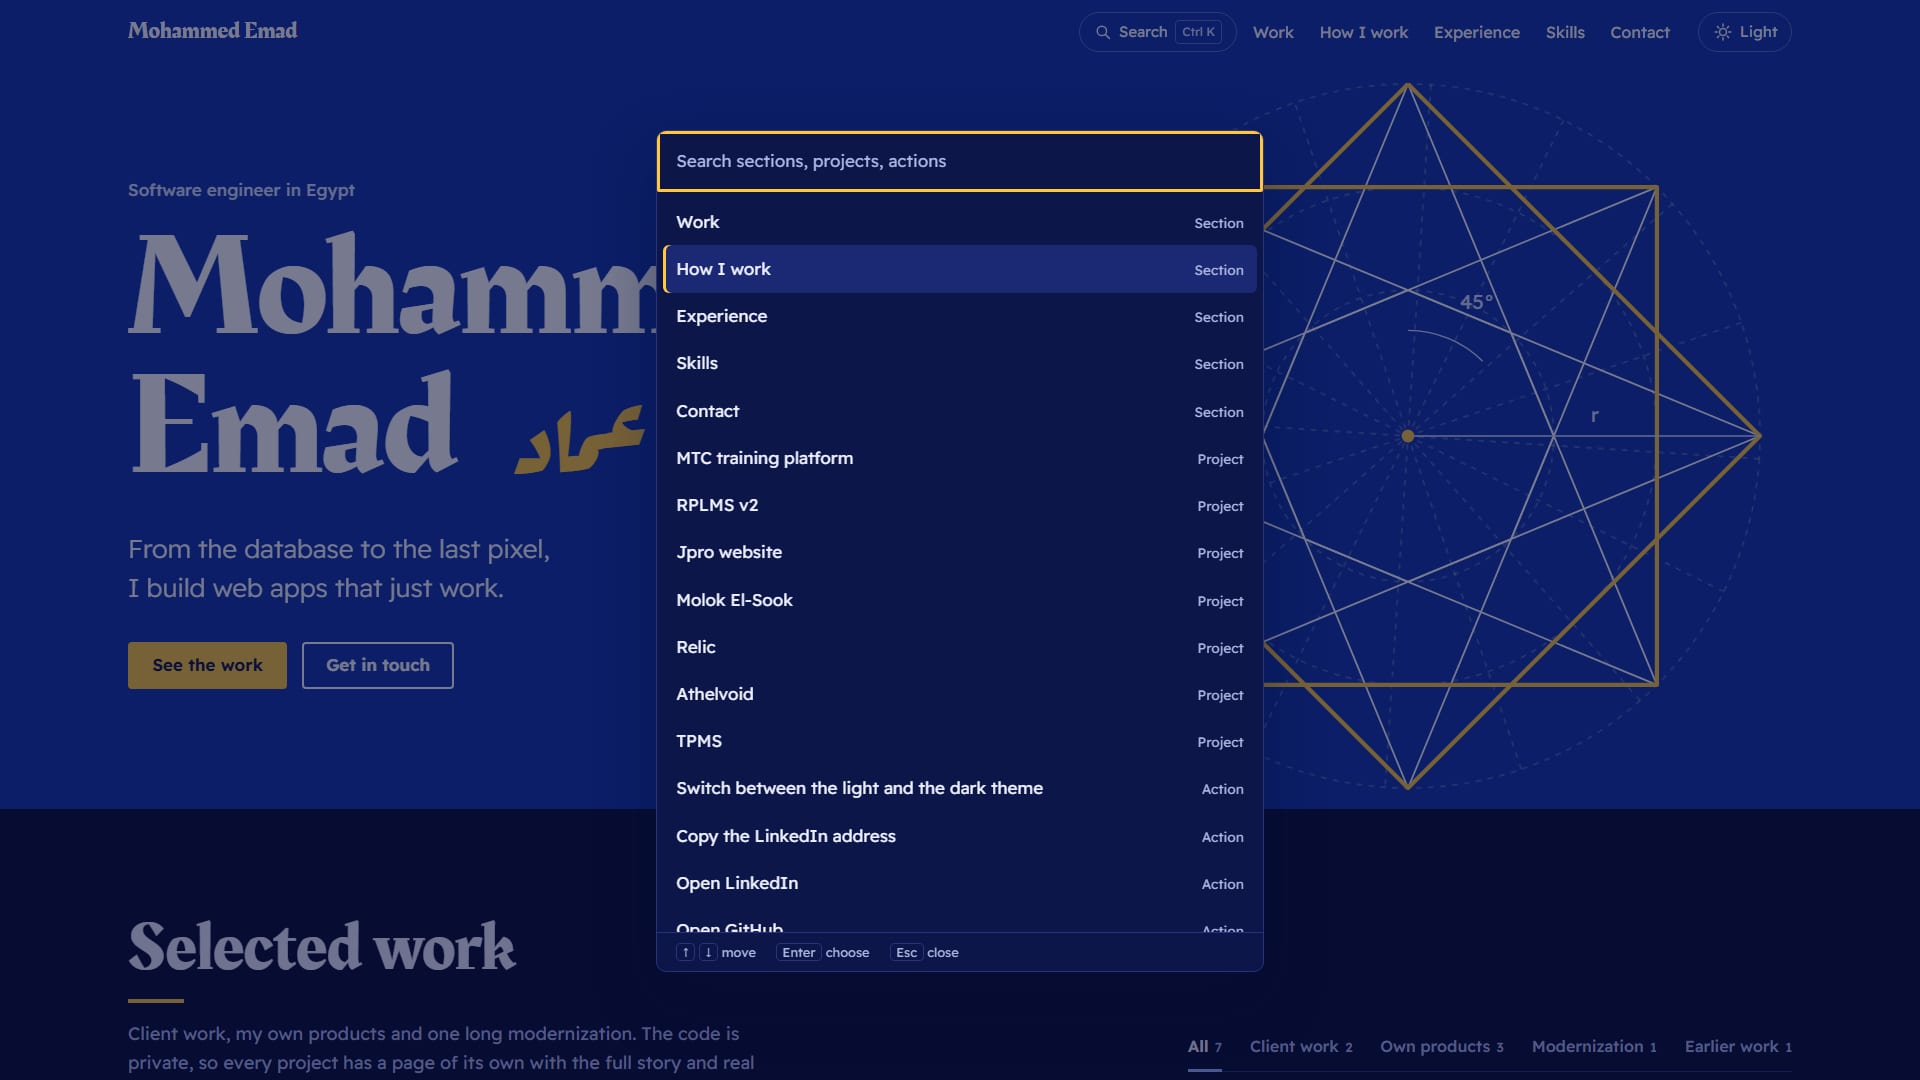 Mohammed Emad
Search Ctrl K Work How I work Experience Skills Contact Light
Software engineer in Egypt
Mohamm
Emad عماد
From the database to the last pixel,
I build web apps that just work.
See the work Get in touch
45°
r
Search sections, projects, actions
Work Section
How I work Section
Experience Section
Skills Section
Contact Section
MTC training platform Project
RPLMS v2 Project
Jpro website Project
Molok El-Sook Project
Relic Project
Athelvoid Project
TPMS Project
Switch between the light and the dark theme Action
Copy the LinkedIn address Action
Open LinkedIn Action
Open GitHub Action
↑ ↓ move Enter choose Esc close
Selected work
Client work, my own products and one long modernization. The code is
private, so every project has a page of its own with the full story and real
All 7 Client work 2 Own products 3 Modernization 1 Earlier work 1